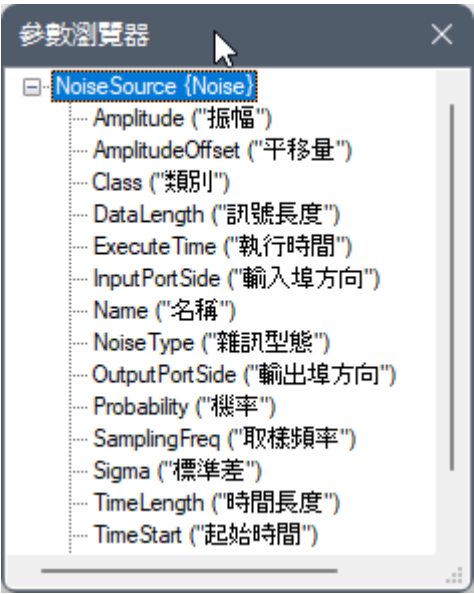 參數瀏覽器
NoiseSource {Noise}
Amplitude ("振幅")
AmplitudeOffset ("平移量")
Class ("類別")
DataLength ("訊號長度")
ExecuteTime ("執行時間")
InputPortSide ("輸入埠方向")
Name ("名稱")
NoiseType ("雜訊型態")
OutputPortSide ("輸出埠方向")
Probability ("機率")
SamplingFreq ("取樣頻率")
Sigma ("標準差")
TimeLength ("時間長度")
TimeStart ("起始時間")